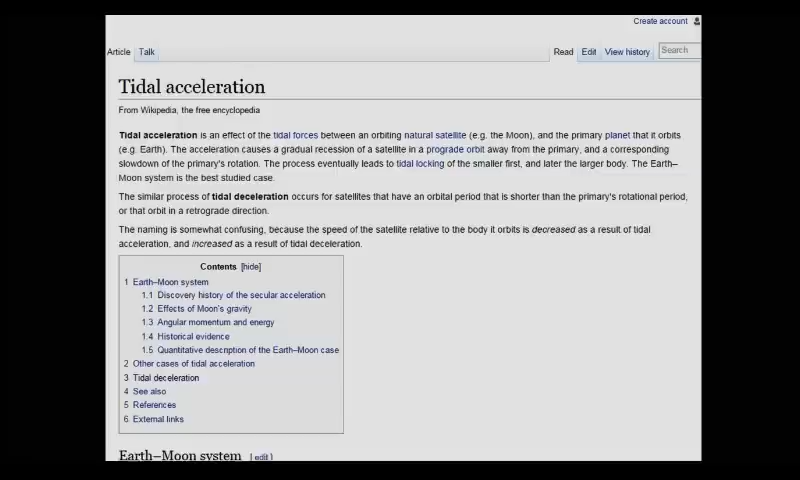 Create account
Article Talk Read Edit View history Search
Tidal acceleration
From Wikipedia, the free encyclopedia
Tidal acceleration is an effect of the tidal forces between an orbiting natural satellite (e.g. the Moon), and the primary planet that it orbits
(e.g. Earth). The acceleration causes a gradual recession of a satellite in a prograde orbit away from the primary, and a corresponding
slowdown of the primary's rotation. The process eventually leads to tidal locking of the smaller first, and later the larger body. The Earth–
Moon system is the best studied case.
The similar process of tidal deceleration occurs for satellites that have an orbital period that is shorter than the primary's rotational period,
or that orbit in a retrograde direction.
The naming is somewhat confusing, because the speed of the satellite relative to the body it orbits is decreased as a result of tidal
acceleration, and increased as a result of tidal deceleration.
Contents [hide]
1 Earth–Moon system
1.1 Discovery history of the secular acceleration
1.2 Effects of Moon's gravity
1.3 Angular momentum and energy
1.4 Historical evidence
1.5 Quantitative description of the Earth–Moon case
2 Other cases of tidal acceleration
3 Tidal deceleration
4 See also
5 References
6 External links
Earth–Moon system [edit]